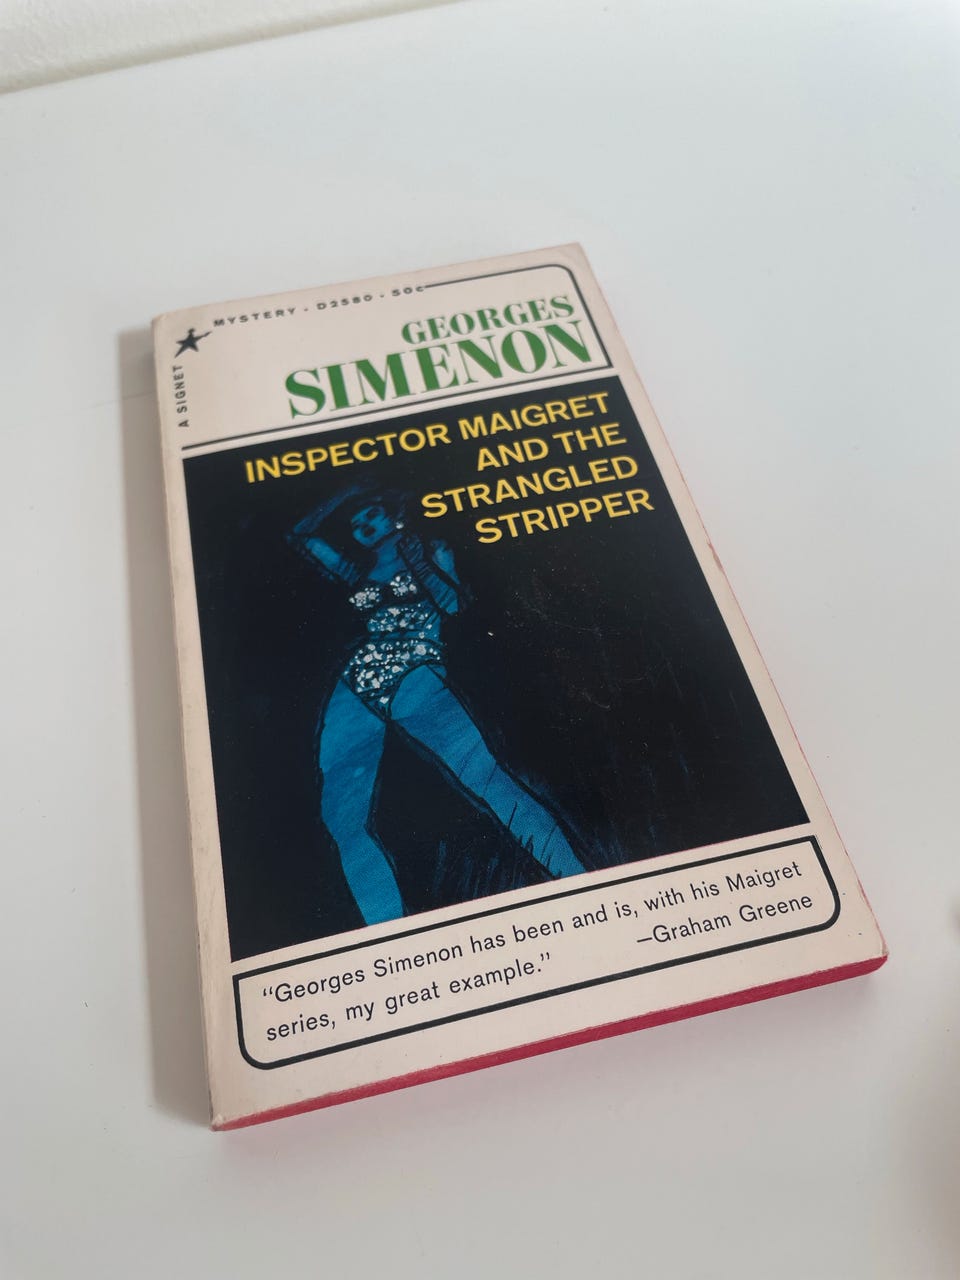 A SIGNET
MYSTERY · D2580 · 50c
GEORGES
SIMENON
INSPECTOR MAIGRET
AND THE
STRANGLED
STRIPPER
“Georges Simenon has been and is, with his Maigret
series, my great example.” —Graham Greene